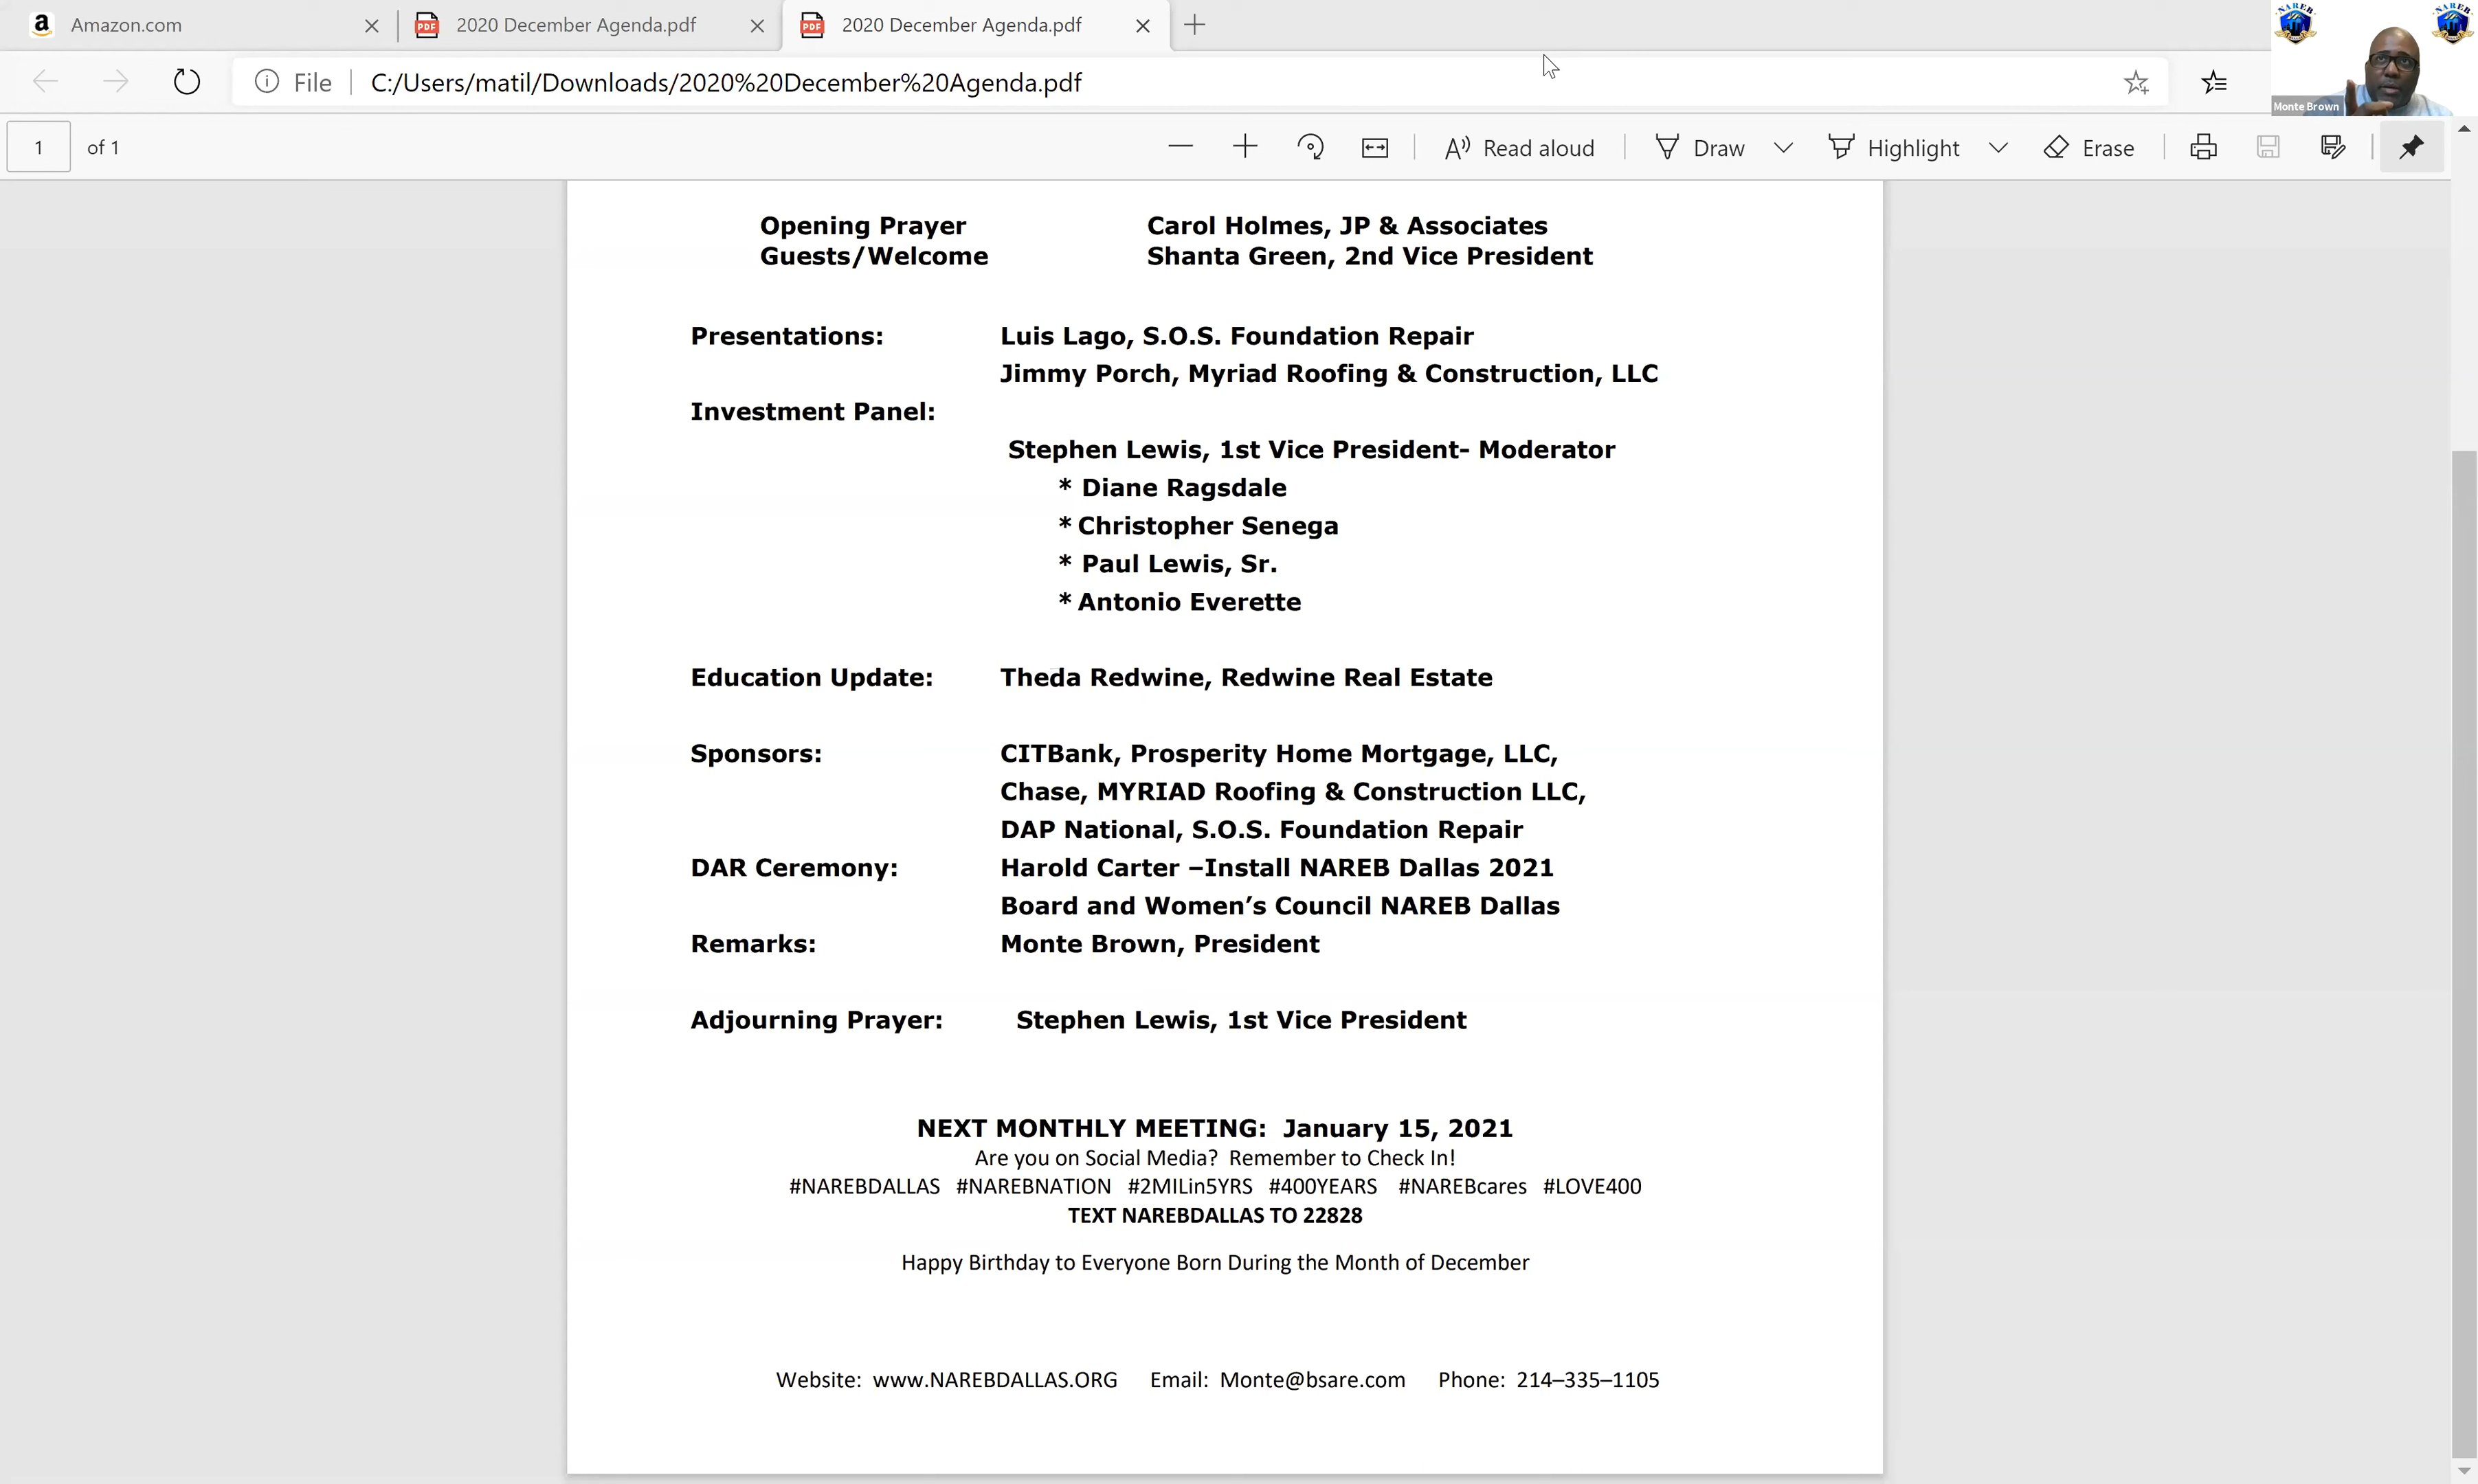 Amazon.com
2020 December Agenda.pdf
2020 December Agenda.pdf
File C:/Users/matil/Downloads/2020%20December%20Agenda.pdf
NAREB NAREB
Monte Brown
1 of 1 Read aloud Draw Highlight Erase
Opening Prayer Carol Holmes, JP & Associates
Guests/Welcome Shanta Green, 2nd Vice President
Presentations: Luis Lago, S.O.S. Foundation Repair
Jimmy Porch, Myriad Roofing & Construction, LLC
Investment Panel:
Stephen Lewis, 1st Vice President- Moderator
* Diane Ragsdale
* Christopher Senega
* Paul Lewis, Sr.
* Antonio Everette
Education Update: Theda Redwine, Redwine Real Estate
Sponsors: CITBank, Prosperity Home Mortgage, LLC,
Chase, MYRIAD Roofing & Construction LLC,
DAP National, S.O.S. Foundation Repair
DAR Ceremony: Harold Carter –Install NAREB Dallas 2021
Board and Women’s Council NAREB Dallas
Remarks: Monte Brown, President
Adjourning Prayer: Stephen Lewis, 1st Vice President
NEXT MONTHLY MEETING: January 15, 2021
Are you on Social Media? Remember to Check In!
#NAREBDALLAS #NAREBNATION #2MILin5YRS #400YEARS #NAREBcares #LOVE400
TEXT NAREBDALLAS TO 22828
Happy Birthday to Everyone Born During the Month of December
Website: www.NAREBDALLAS.ORG Email: Monte@bsare.com Phone: 214–335–1105